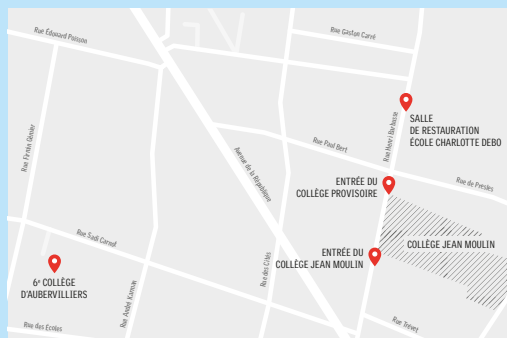 Rue Édouard Poisson
Rue Gaston Carré
Rue Firmin Gémier
Rue Henri Barbusse
SALLE
DE RESTAURATION
ÉCOLE CHARLOTTE DEBO
Rue Paul Bert
Avenue de la République
Rue de Presles
ENTRÉE DU
COLLÈGE PROVISOIRE
Rue Sadi Carnot
COLLÈGE JEAN MOULIN
ENTRÉE DU
COLLÈGE JEAN MOULIN
Rue des Cités
6e COLLÈGE
D'AUBERVILLIERS
Rue André Karman
Rue des Écoles
Rue Trévet